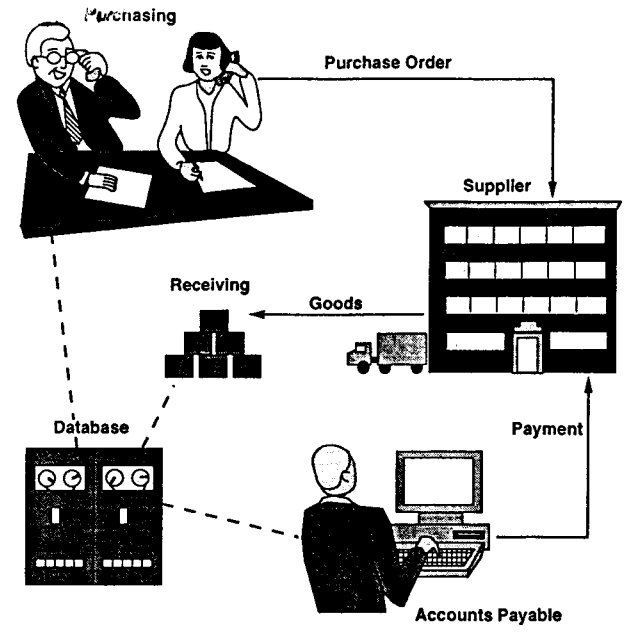 Purchasing
Purchase Order
Supplier
Receiving
Goods
Database
Payment
Accounts Payable